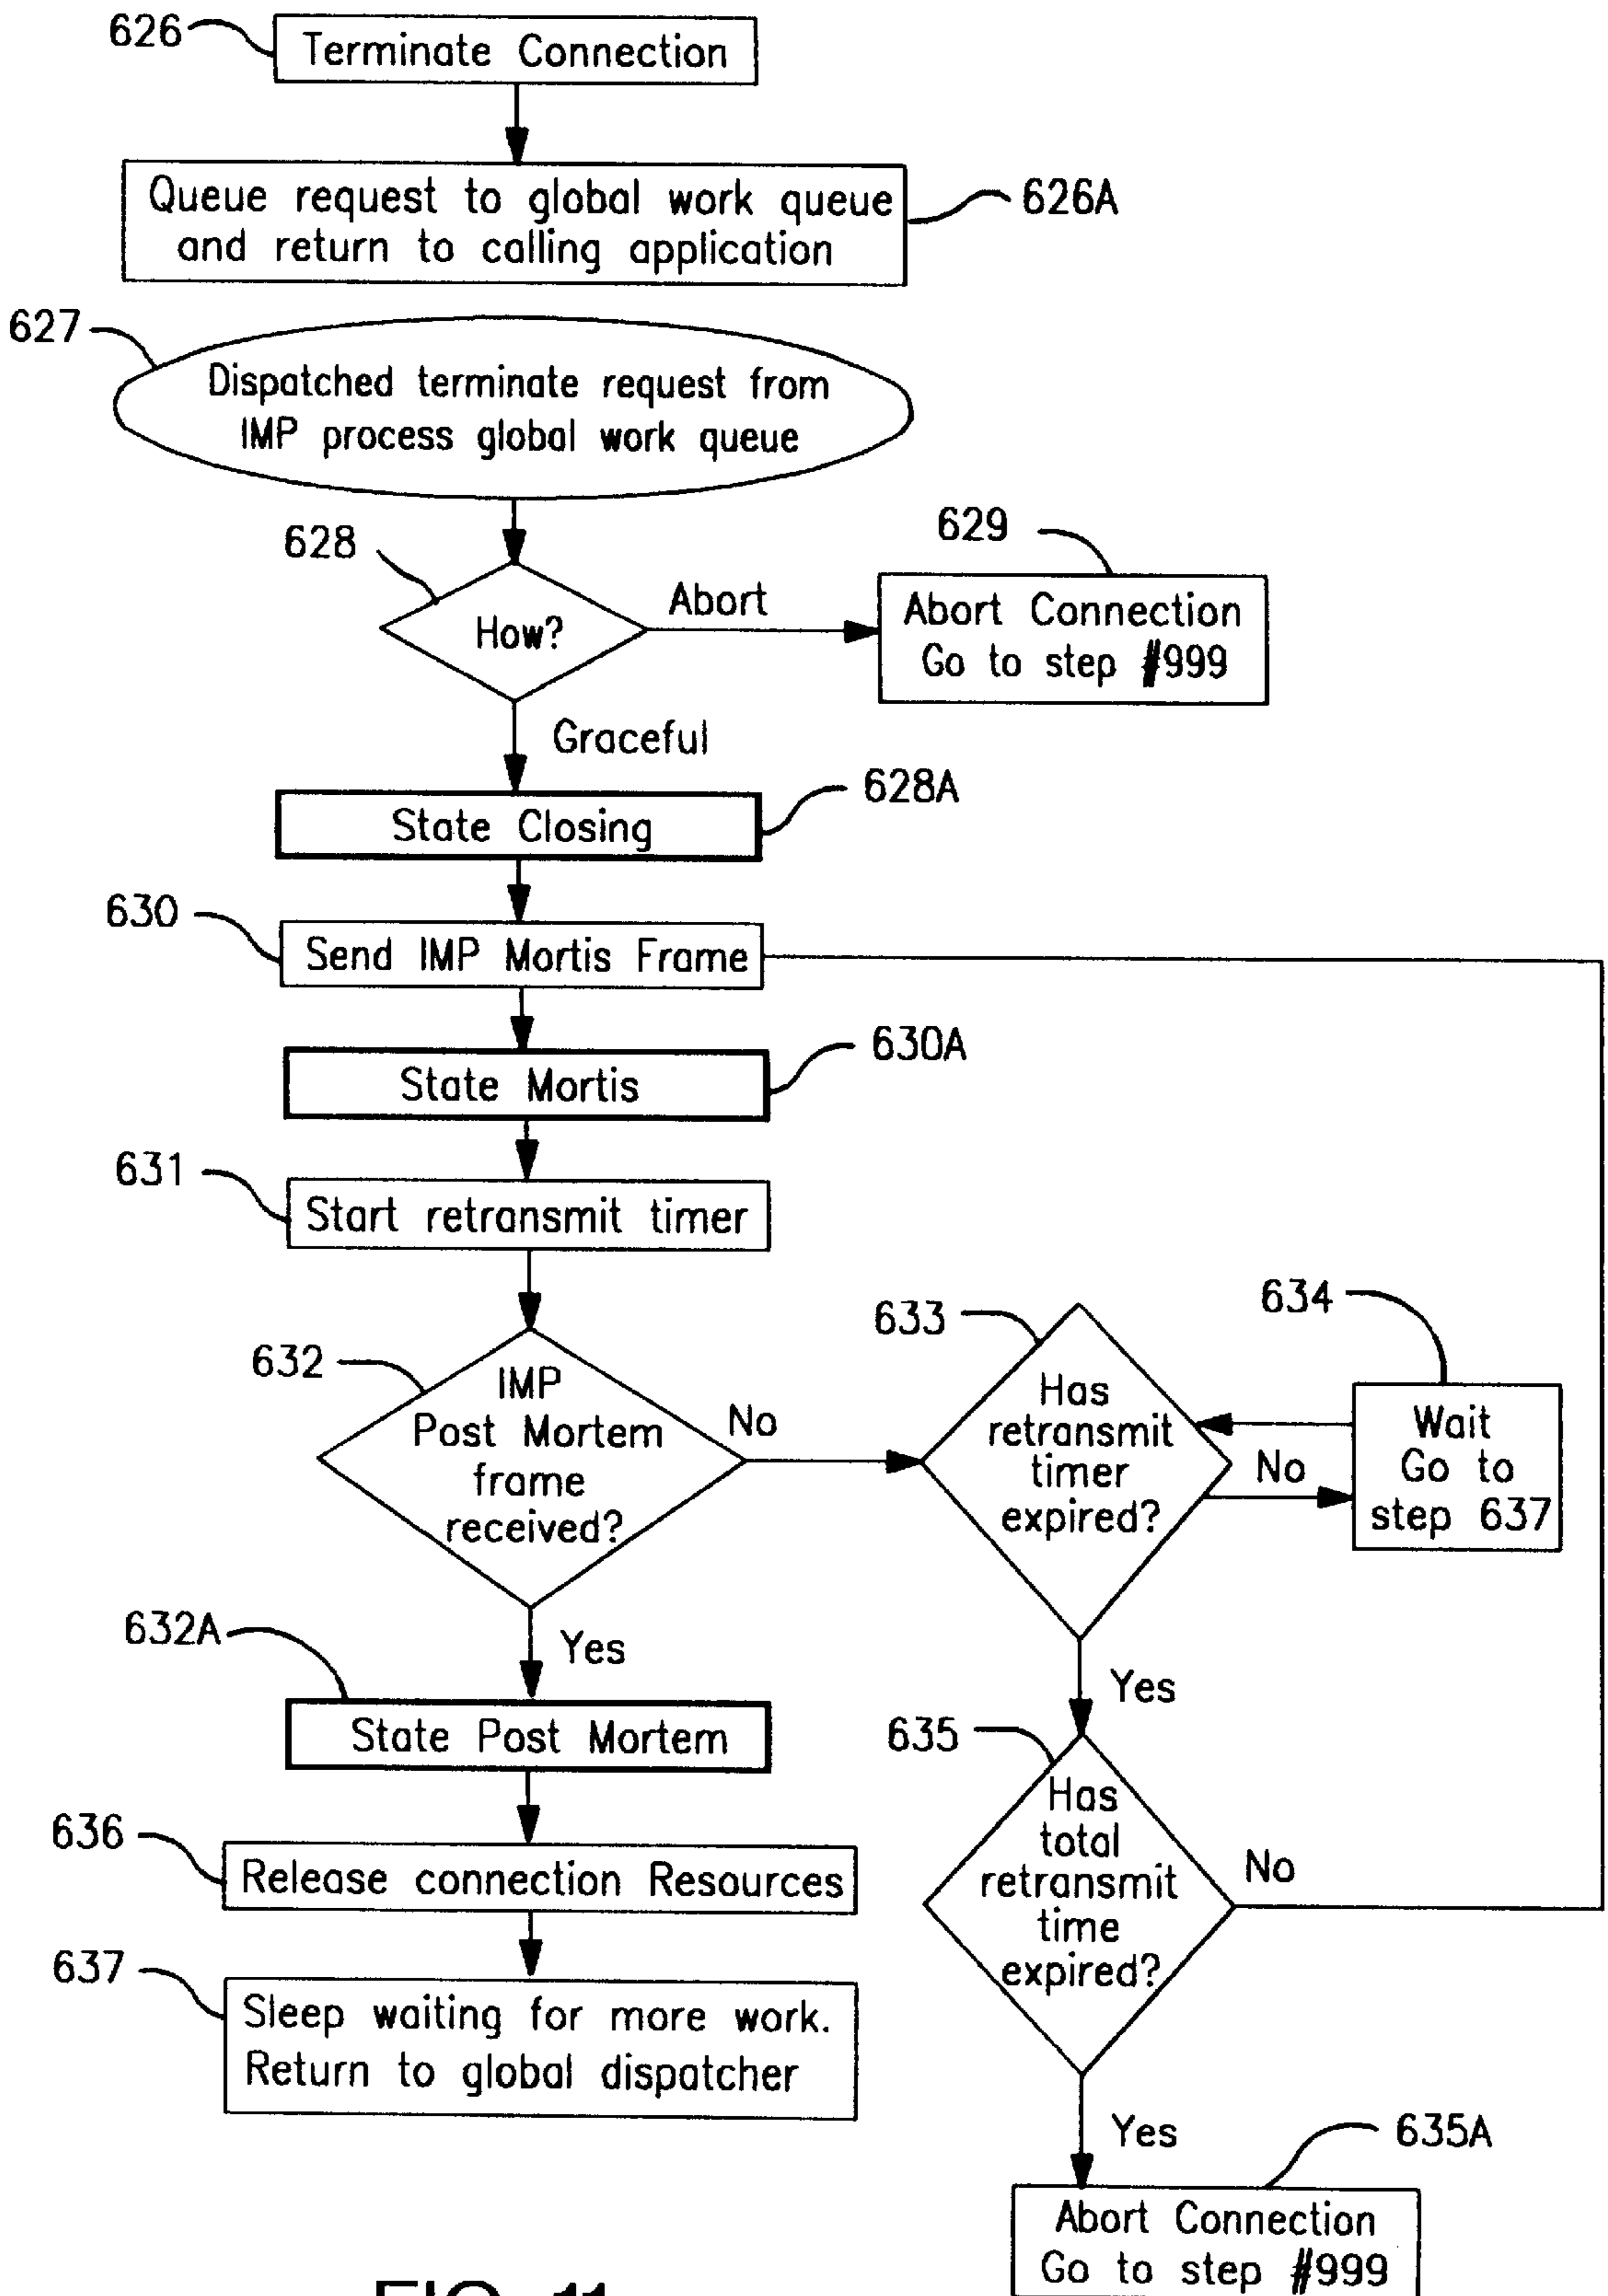 626
Terminate Connection
Queue request to global work queue
and return to calling application
626A
627
Dispatched terminate request from
IMP process global work queue
628
How?
Abort
629
Abort Connection
Go to step #999
Graceful
628A
State Closing
630
Send IMP Mortis Frame
630A
State Mortis
631
Start retransmit timer
632
IMP
Post Mortem
frame
received?
No
633
Has
retransmit
timer
expired?
No
634
Wait
Go to
step 637
Yes
632A
State Post Mortem
Yes
635
Has
total
retransmit
time
expired?
No
636
Release connection Resources
637
Sleep waiting for more work.
Return to global dispatcher
Yes
635A
Abort Connection
Go to step #999
FIG. 11